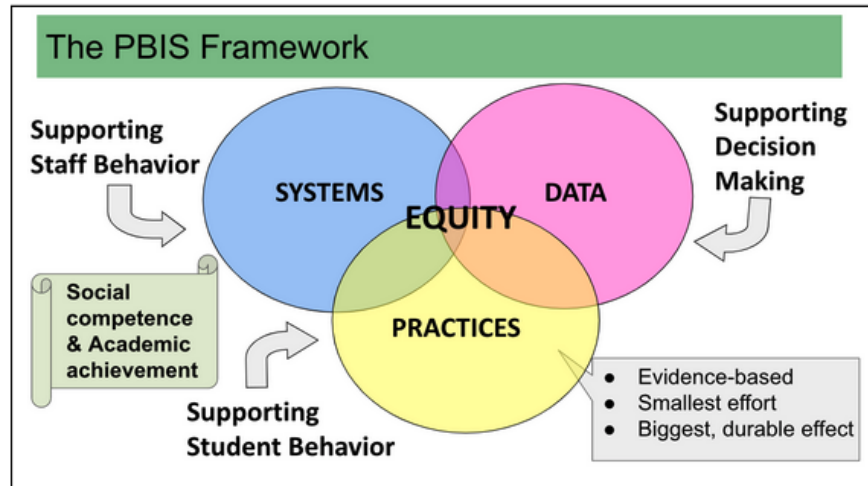 The PBIS Framework
Supporting
Staff Behavior
Supporting
Decision
Making
SYSTEMS
DATA
EQUITY
PRACTICES
Social
competence
& Academic
achievement
Supporting
Student Behavior
● Evidence-based
● Smallest effort
● Biggest, durable effect